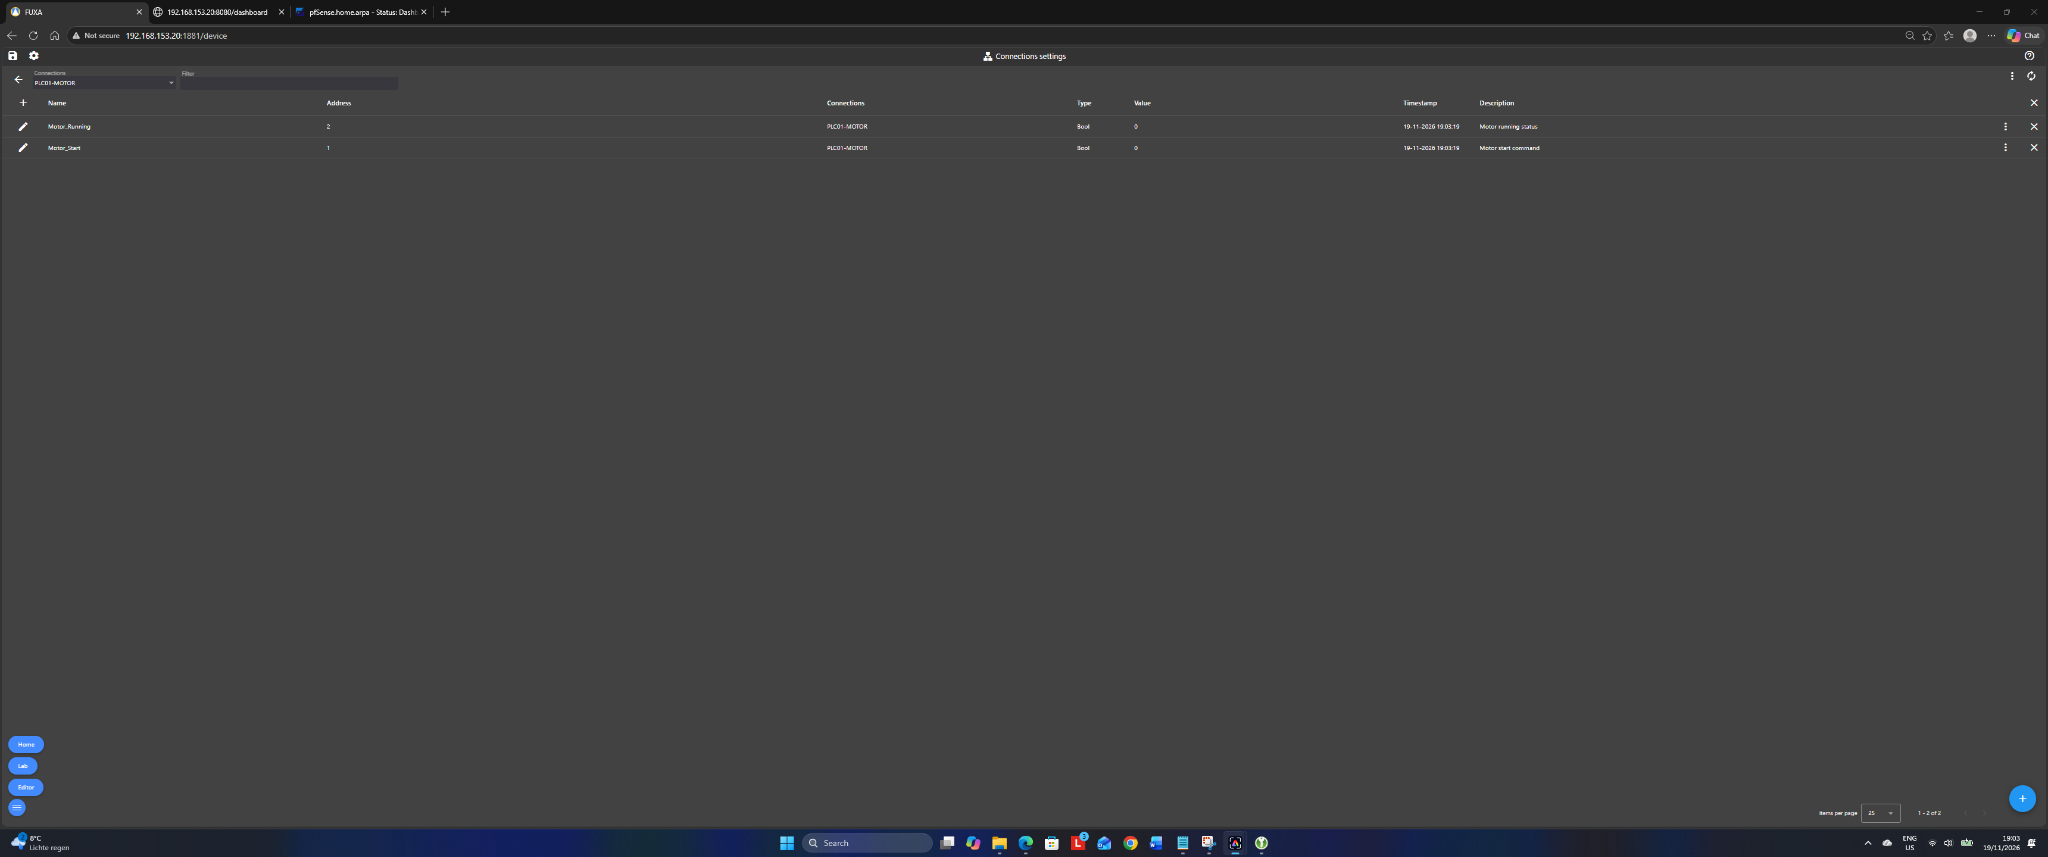 FUXA
192.168.153.20:8080/dashboard
pfSense.home.arpa - Status: Dashb
Not secure 192.168.153.20:1881/device
Chat
Connections settings
Connections
PLC01-MOTOR
Filter
Name Address Connections Type Value Timestamp Description
Motor_Running 2 PLC01-MOTOR Bool 0 19-11-2026 19:03:19 Motor running status
Motor_Start 1 PLC01-MOTOR Bool 0 19-11-2026 19:03:19 Motor start command
Home
Lab
Editor
Items per page 25 1 - 2 of 2
8°C
Lichte regen
Search
3
ENG
US
19:03
19/11/2026